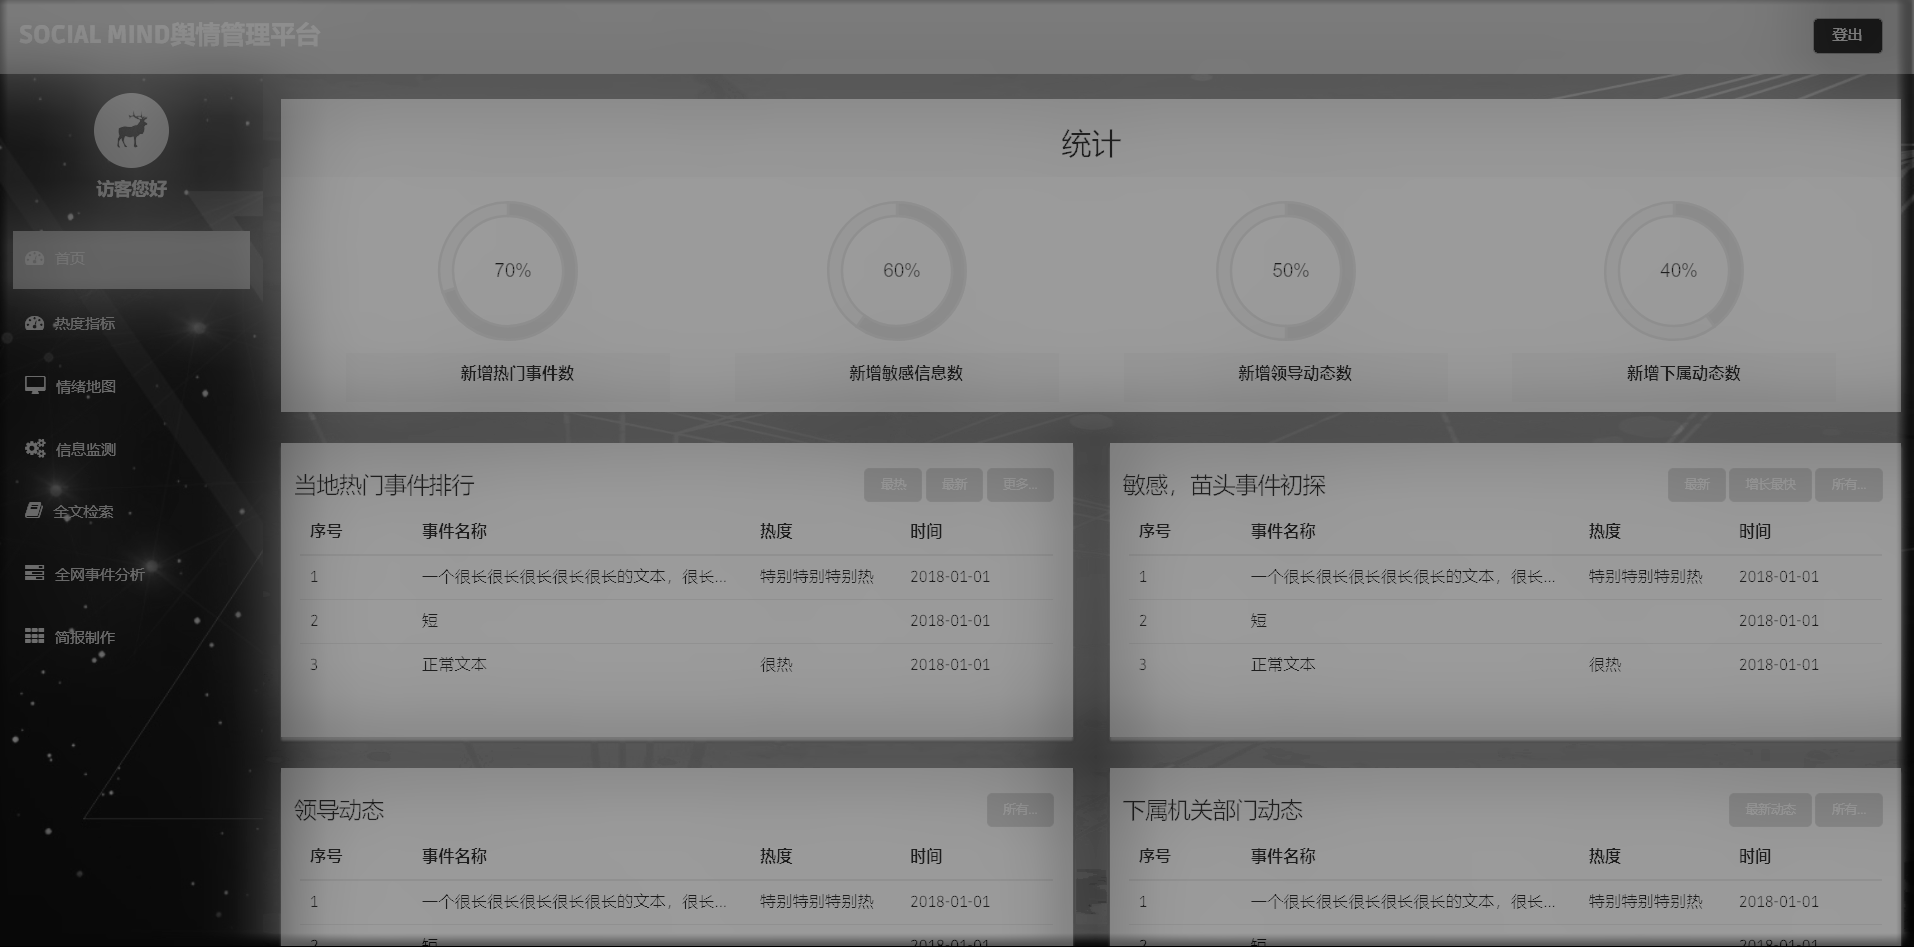 SOCIAL MIND舆情管理平台
登出
访客您好
首页
热度指标
情绪地图
信息监测
全文检索
全网事件分析
简报制作
统计
70%
60%
50%
40%
新增热门事件数
新增敏感信息数
新增领导动态数
新增下属动态数
当地热门事件排行
最热 最新 更多...
序号 事件名称 热度 时间
1 一个很长很长很长很长很长的文本，很长... 特别特别特别热 2018-01-01
2 短 2018-01-01
3 正常文本 很热 2018-01-01
敏感，苗头事件初探
最新 增长最快 所有...
序号 事件名称 热度 时间
1 一个很长很长很长很长很长的文本，很长... 特别特别特别热 2018-01-01
2 短 2018-01-01
3 正常文本 很热 2018-01-01
领导动态
所有...
序号 事件名称 热度 时间
1 一个很长很长很长很长很长的文本，很长... 特别特别特别热 2018-01-01
2 短 2018-01-01
下属机关部门动态
最新动态 所有...
序号 事件名称 热度 时间
1 一个很长很长很长很长很长的文本，很长... 特别特别特别热 2018-01-01
2 短 2018-01-01